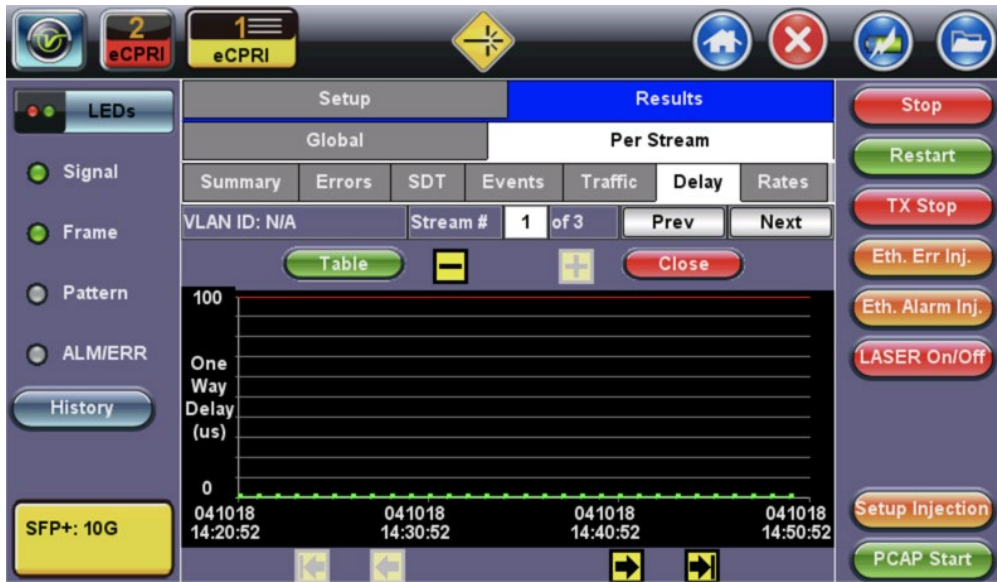 2
eCPRI
1
eCPRI
LEDs
Signal
Frame
Pattern
ALM/ERR
History
SFP+: 10G
Setup Results
Global Per Stream
Summary Errors SDT Events Traffic Delay Rates
VLAN ID: N/A Stream # 1 of 3 Prev Next
Table Close
100
One
Way
Delay
(us)
0
041018 041018 041018 041018
14:20:52 14:30:52 14:40:52 14:50:52
Stop
Restart
TX Stop
Eth. Err Inj.
Eth. Alarm Inj.
LASER On/Off
Setup Injection
PCAP Start